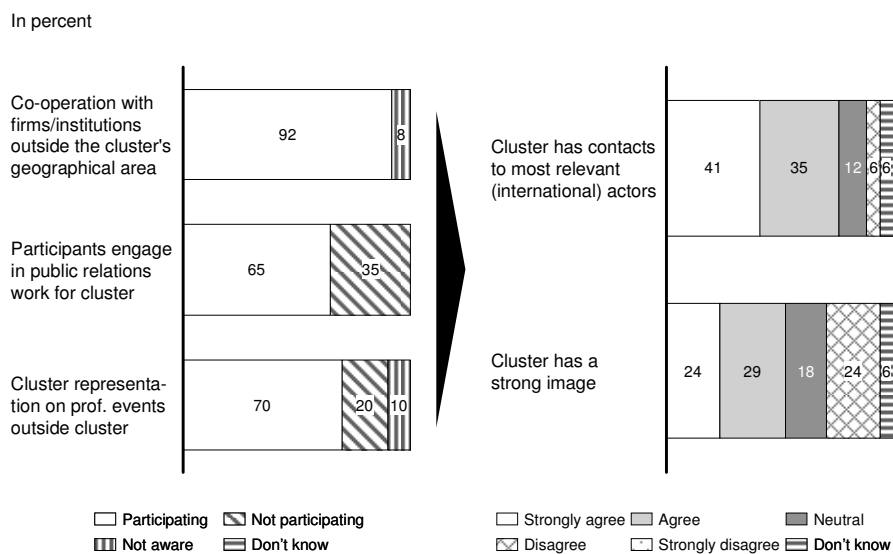 In percent
Co-operation with
firms/institutions
outside the cluster's
geographical area
92
8
Participants engage
in public relations
work for cluster
65
35
Cluster representa-
tion on prof. events
outside cluster
70
20
10
Participating
Not participating
Not aware
Don't know
Cluster has contacts
to most relevant
(international) actors
41
35
12
6
6
Cluster has a
strong image
24
29
18
24
6
Strongly agree
Agree
Neutral
Disagree
Strongly disagree
Don't know